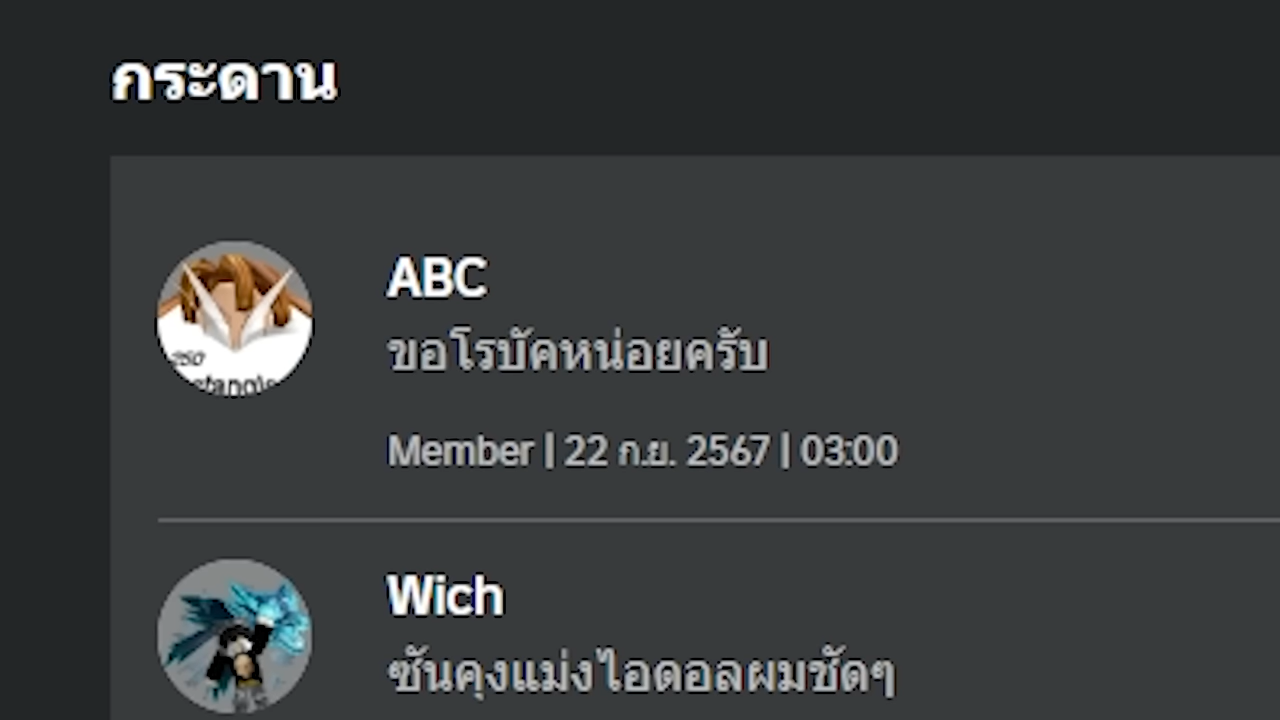 กระดาน
ABC
ขอโรบัคหน่อยครับ
Member | 22 ก.ย. 2567 | 03:00
Wich
ซันคุงแม่งไอดอลผมชัดๆ